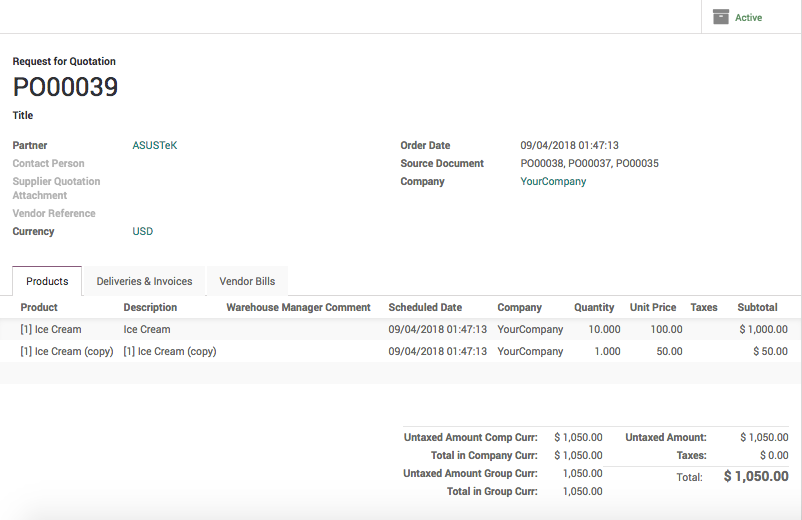 Active
Request for Quotation
PO00039
Title
Partner ASUSTeK Order Date 09/04/2018 01:47:13
Contact Person Source Document PO00038, PO00037, PO00035
Supplier Quotation Company YourCompany
Attachment
Vendor Reference
Currency USD
Products Deliveries & Invoices Vendor Bills
Product Description Warehouse Manager Comment Scheduled Date Company Quantity Unit Price Taxes Subtotal
[1] Ice Cream Ice Cream 09/04/2018 01:47:13 YourCompany 10.000 100.00 $ 1,000.00
[1] Ice Cream (copy) [1] Ice Cream (copy) 09/04/2018 01:47:13 YourCompany 1.000 50.00 $ 50.00
Untaxed Amount Comp Curr: $ 1,050.00 Untaxed Amount: $ 1,050.00
Total in Company Curr: $ 1,050.00 Taxes: $ 0.00
Untaxed Amount Group Curr: 1,050.00 Total: $ 1,050.00
Total in Group Curr: 1,050.00